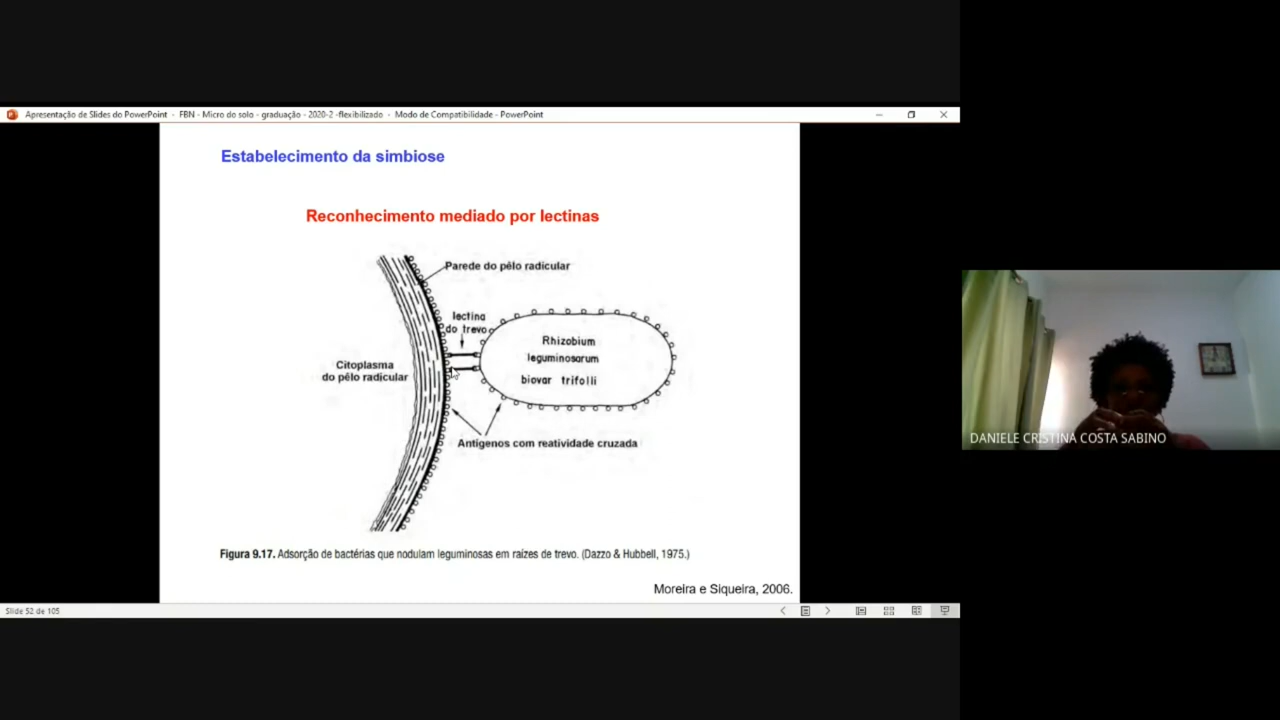 Apresentação de Slides do PowerPoint - FBN - Micro do solo - graduação - 2020-2 -flexibilizado - Modo de Compatibilidade - PowerPoint
Estabelecimento da simbiose
Reconhecimento mediado por lectinas
Parede do pêlo radicular
lectina
do trevo
Rhizobium
leguminosarum
biovar trifolli
Citoplasma
do pêlo radicular
Antígenos com reatividade cruzada
DANIELE CRISTINA COSTA SABINO
Figura 9.17. Adsorção de bactérias que nodulam leguminosas em raízes de trevo. (Dazzo & Hubbell, 1975.)
Moreira e Siqueira, 2006.
Slide 52 de 105